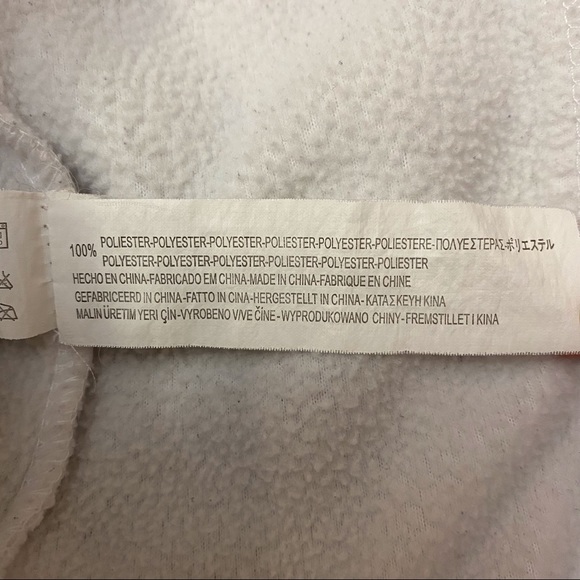 100% POLIESTER-POLYESTER-POLYESTER-POLIESTER-POLYESTER-POLIESTERE-ΠΟΛΥΕΣΤΕΡΑΣ-ポリエステル
POLYESTER-POLYESTER-POLYESTER-POLIESTER-POLYESTER-POLIESTER
HECHO EN CHINA-FABRICADO EM CHINA-MADE IN CHINA-FABRIQUE EN CHINE
GEFABRICEERD IN CHINA-FATTO IN CINA-HERGESTELLT IN CHINA-ΚΑΤΑΣΚΕΥΗ ΚΙΝΑ
MALIN ÜRETIM YERI ÇIN-VYROBENO V/VE ČÍNE-WYPRODUKOWANO CHINY-FREMSTILLET I KINA